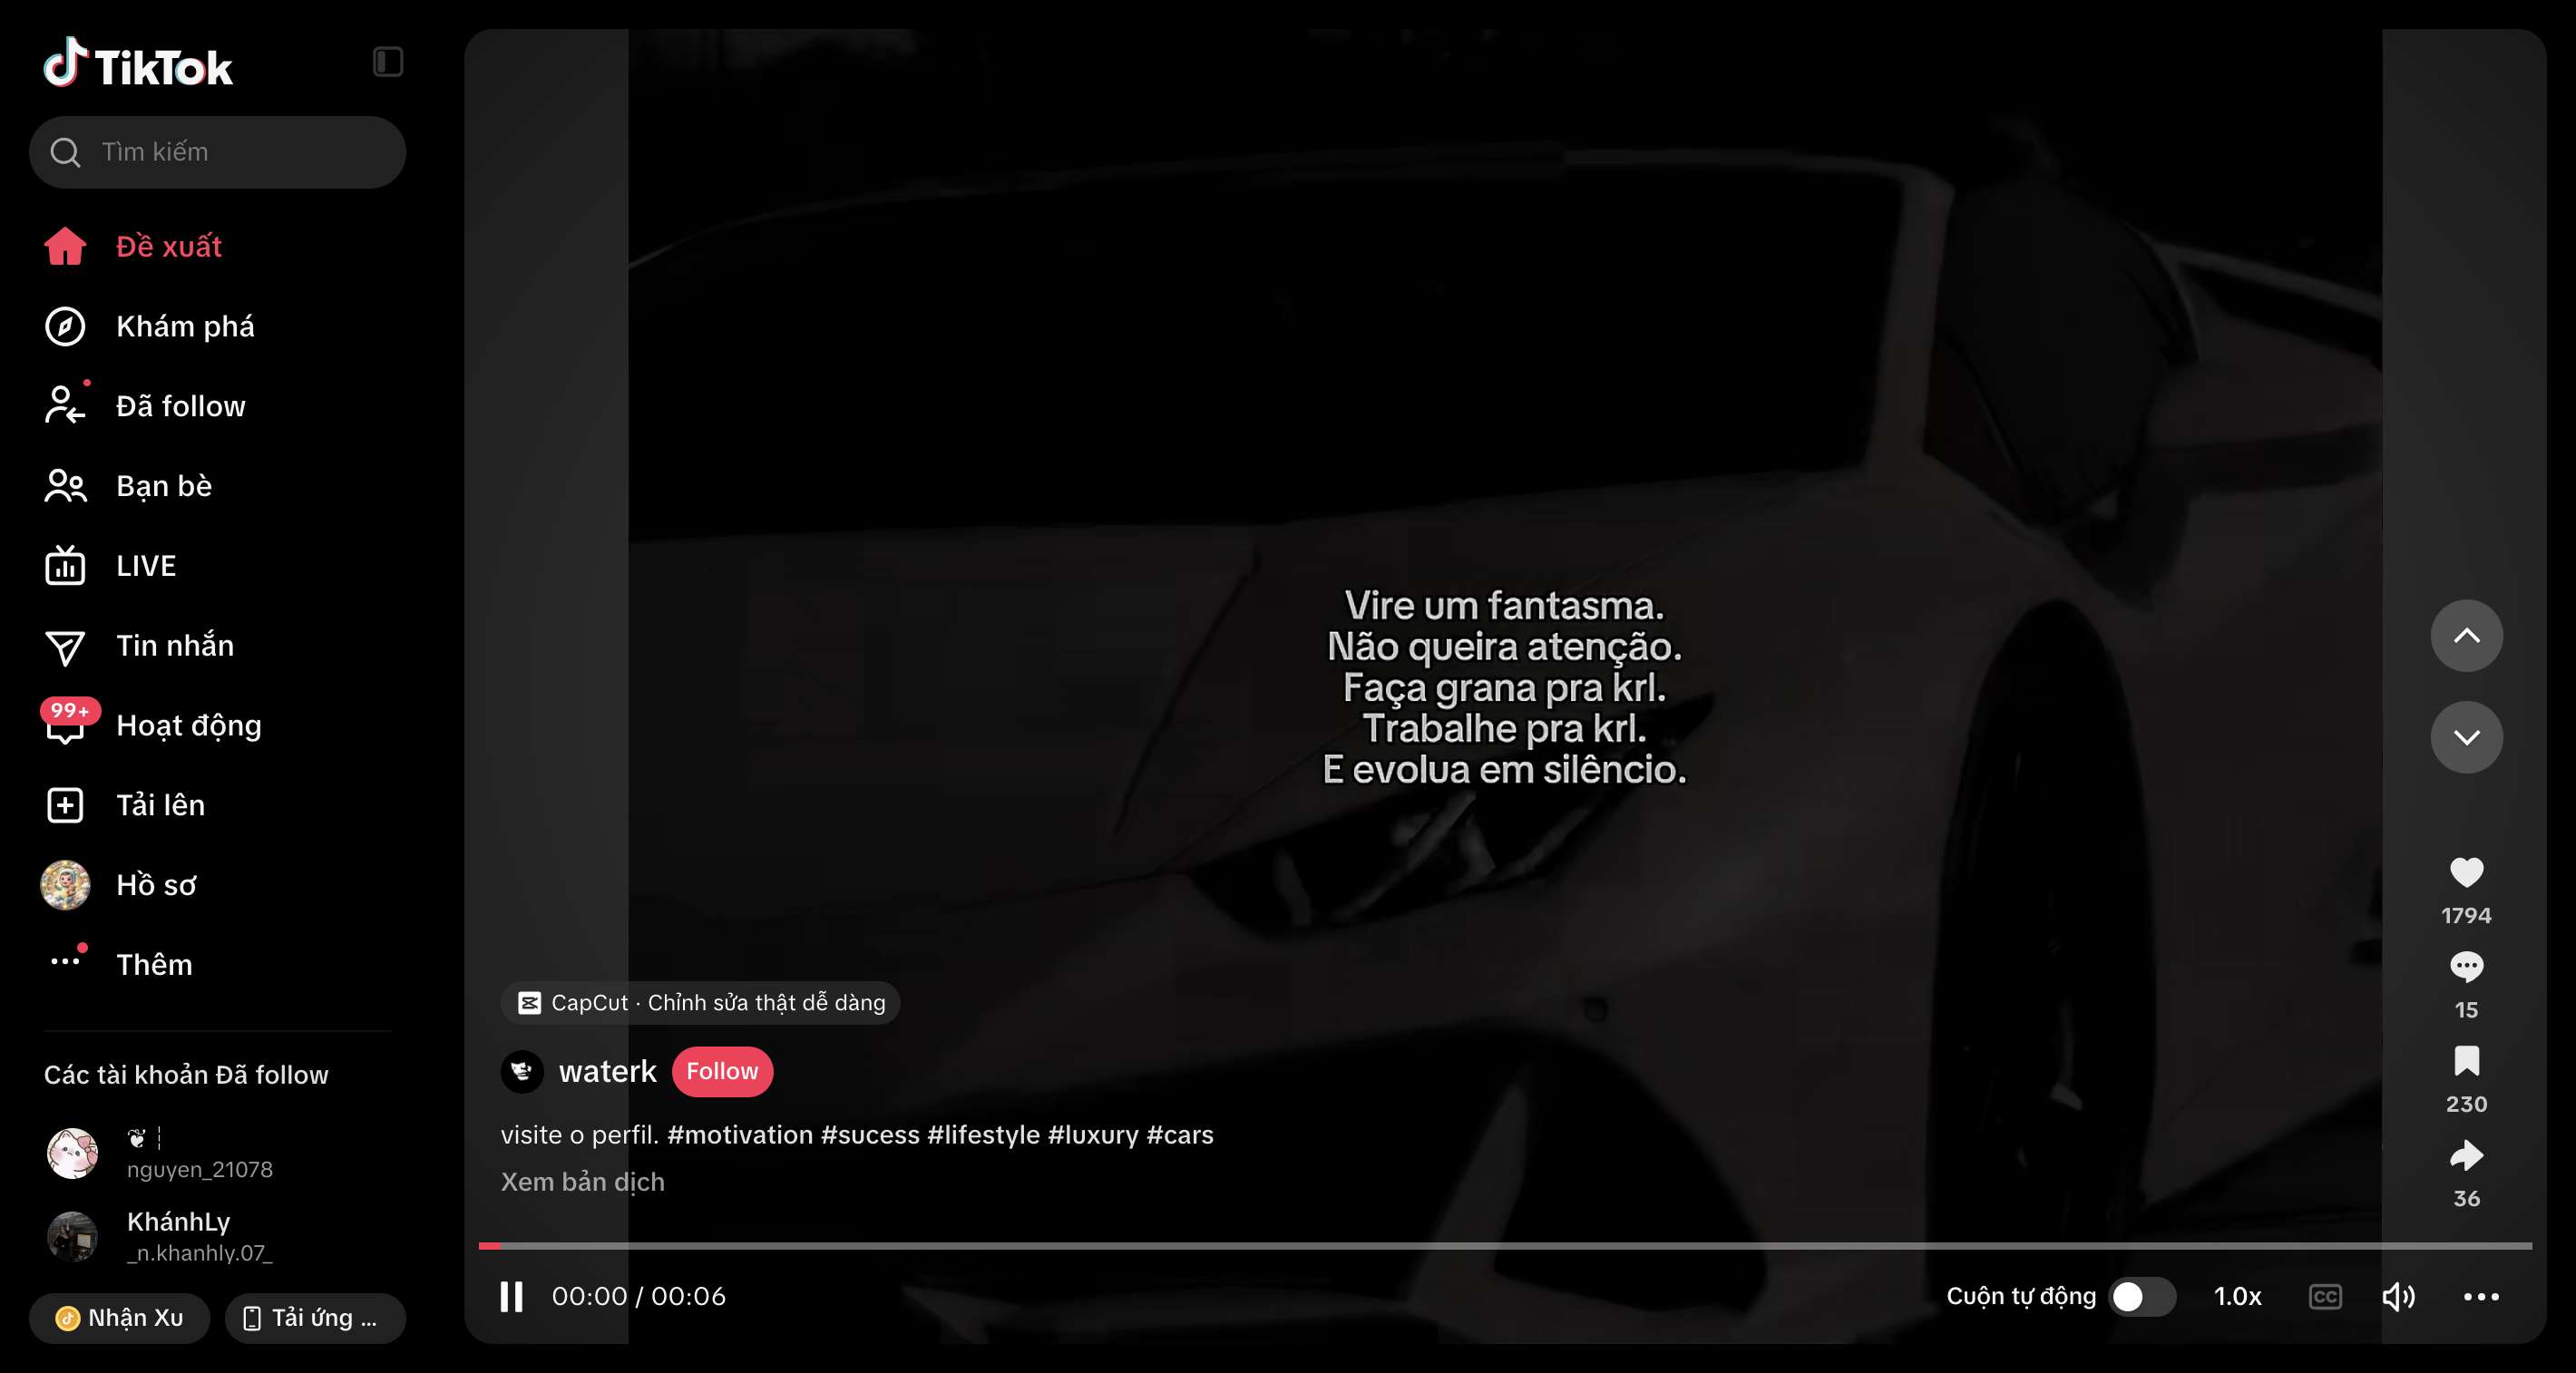 TikTok
Tìm kiếm
Đề xuất
Khám phá
Đã follow
Bạn bè
LIVE
Tin nhắn
99+
Hoạt động
Tải lên
Hồ sơ
Thêm
Các tài khoản Đã follow
nguyen_21078
KhánhLy
_n.khanhly.07_
Nhận Xu
Tải ứng ...
Vire um fantasma.
Não queira atenção.
Faça grana pra krl.
Trabalhe pra krl.
E evolua em silêncio.
CapCut · Chỉnh sửa thật dễ dàng
waterk
Follow
visite o perfil. #motivation #sucess #lifestyle #luxury #cars
Xem bản dịch
00:00 / 00:06
Cuộn tự động
1.0x
CC
1794
15
230
36